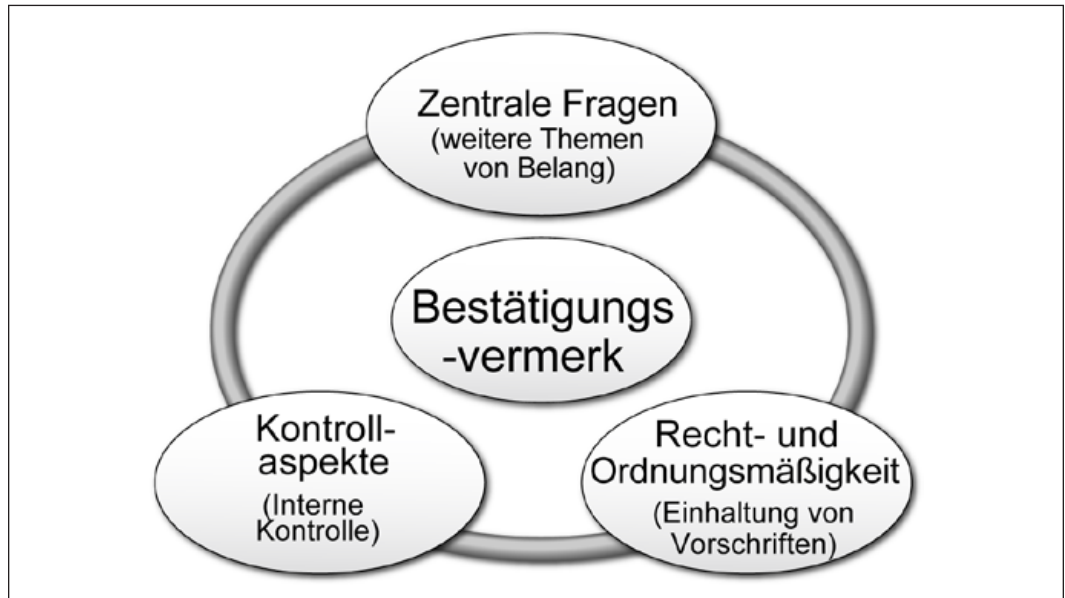 Zentrale Fragen
(weitere Themen
von Belang)
Bestätigungs
-vermerk
Kontroll-
aspekte
(Interne
Kontrolle)
Recht- und
Ordnungsmäßigkeit
(Einhaltung von
Vorschriften)